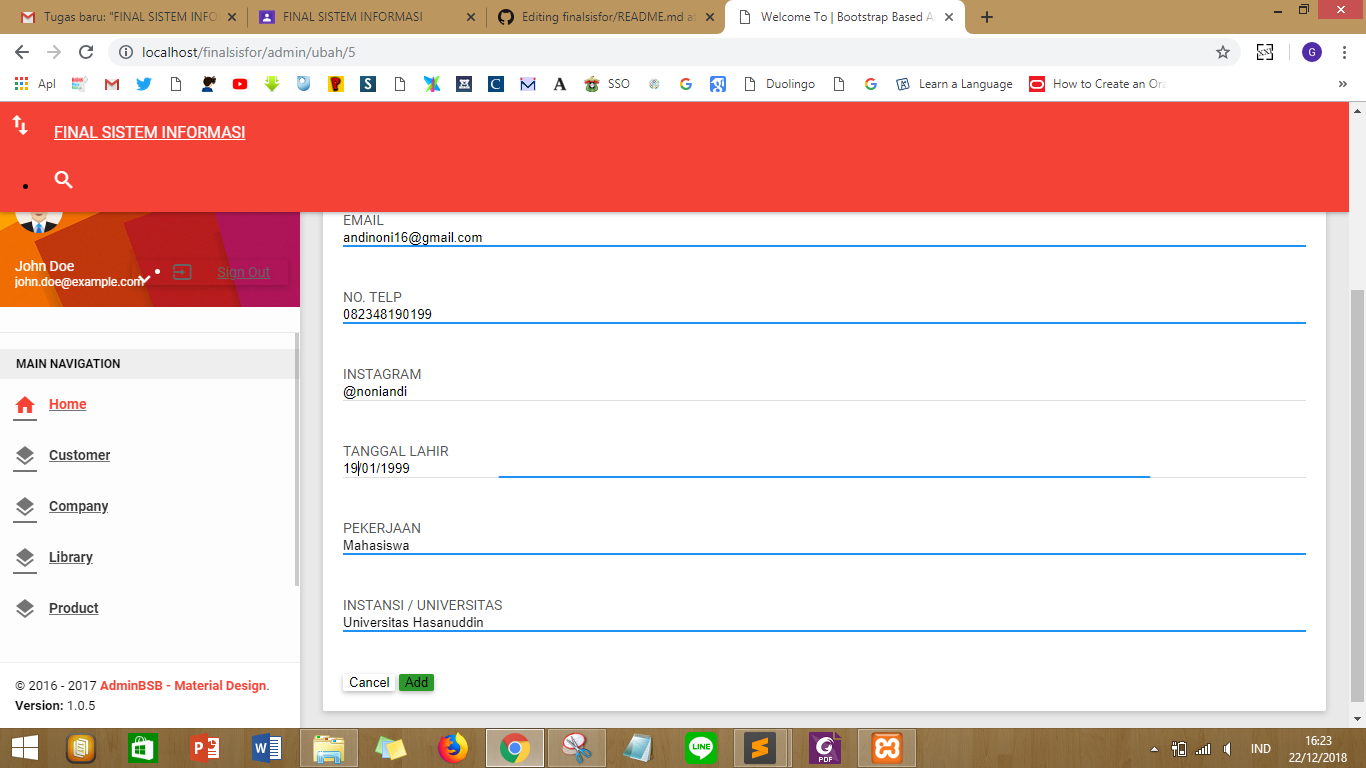 Tugas baru: "FINAL SISTEM INFO
FINAL SISTEM INFORMASI
Editing finalsisfor/README.md a
Welcome To | Bootstrap Based A
localhost/finalsisfor/admin/ubah/5
G
Apl
SSO
Duolingo
Learn a Language
How to Create an Ora
»
FINAL SISTEM INFORMASI
John Doe
john.doe@example.com
Sign Out
MAIN NAVIGATION
Home
Customer
Company
Library
Product
© 2016 - 2017 AdminBSB - Material Design.
Version: 1.0.5
EMAIL
andinoni16@gmail.com
NO. TELP
082348190199
INSTAGRAM
@noniandi
TANGGAL LAHIR
19/01/1999
PEKERJAAN
Mahasiswa
INSTANSI / UNIVERSITAS
Universitas Hasanuddin
Cancel Add
LINE
PDF
IND
16:23
22/12/2018